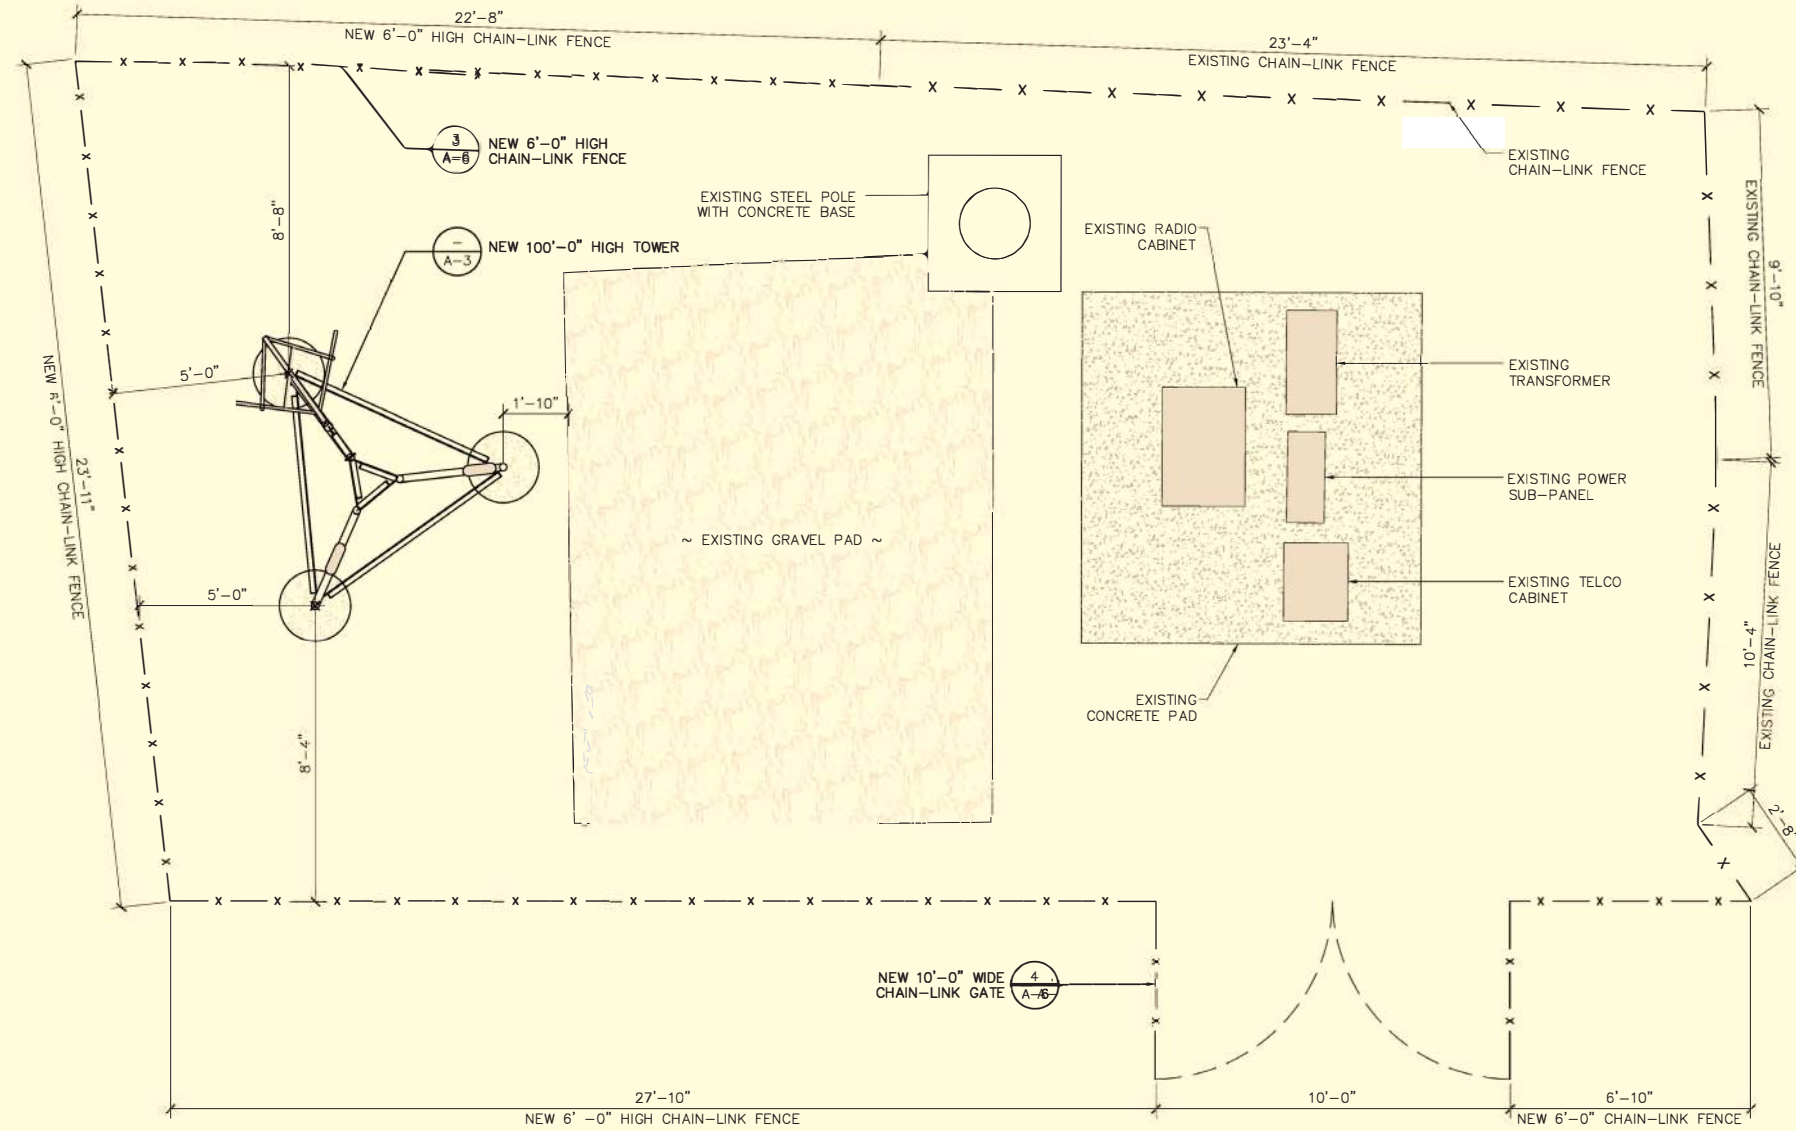 22'-8"
NEW 6'-0" HIGH CHAIN-LINK FENCE
23'-4"
EXISTING CHAIN-LINK FENCE
3
A-6
NEW 6'-0" HIGH
CHAIN-LINK FENCE
EXISTING
CHAIN-LINK FENCE
8'-8"
EXISTING STEEL POLE
WITH CONCRETE BASE
EXISTING RADIO
CABINET
-
A-3
NEW 100'-0" HIGH TOWER
9'-10"
EXISTING CHAIN-LINK FENCE
5'-0"
1'-10"
EXISTING
TRANSFORMER
23'-11"
NEW 6'-0" HIGH CHAIN-LINK FENCE
EXISTING POWER
SUB-PANEL
~ EXISTING GRAVEL PAD ~
5'-0"
EXISTING TELCO
CABINET
10'-4"
EXISTING CHAIN-LINK FENCE
EXISTING
CONCRETE PAD
8'-4"
2'-8"
NEW 10'-0" WIDE
CHAIN-LINK GATE
4
A-6
27'-10"
NEW 6' -0" HIGH CHAIN-LINK FENCE
10'-0"
6'-10"
NEW 6'-0" CHAIN-LINK FENCE